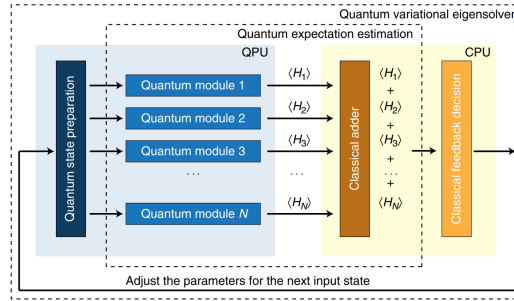 Quantum variational eigensolver
Quantum expectation estimation
QPU
CPU
Quantum state preparation
Quantum module 1
Quantum module 2
Quantum module 3
...
Quantum module N
⟨H₁⟩
⟨H₂⟩
⟨H₃⟩
...
⟨H_N⟩
Classical adder
⟨H₁⟩
+
⟨H₂⟩
+
⟨H₃⟩
+
...
+
⟨H_N⟩
Classical feedback decision
Adjust the parameters for the next input state